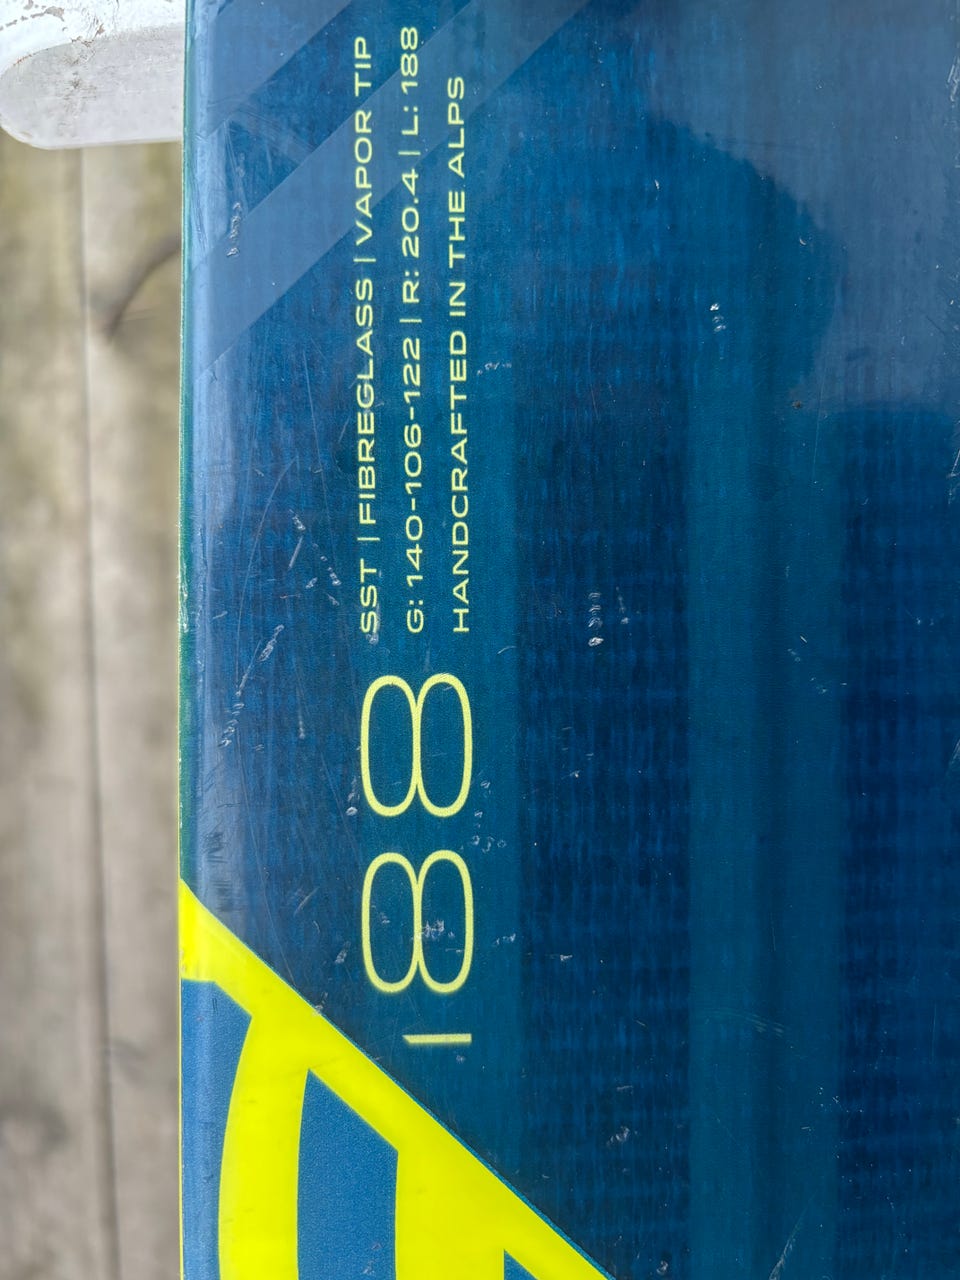 188
SST | FIBREGLASS | VAPOR TIP
G: 140-106-122 | R: 20.4 | L: 188
HANDCRAFTED IN THE ALPS